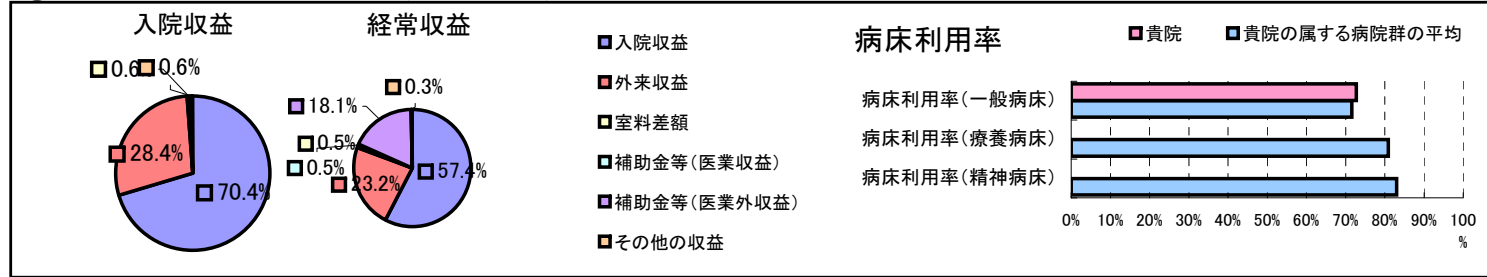 入院収益
0.6%
0.6%
28.4%
70.4%
経常収益
0.3%
18.1%
0.5%
0.5%
23.2%
57.4%
入院収益
外来収益
室料差額
補助金等(医業収益)
補助金等(医業外収益)
その他の収益
病床利用率
貴院
貴院の属する病院群の平均
病床利用率(一般病床)
病床利用率(療養病床)
病床利用率(精神病床)
0% 10% 20% 30% 40% 50% 60% 70% 80% 90% 100
%